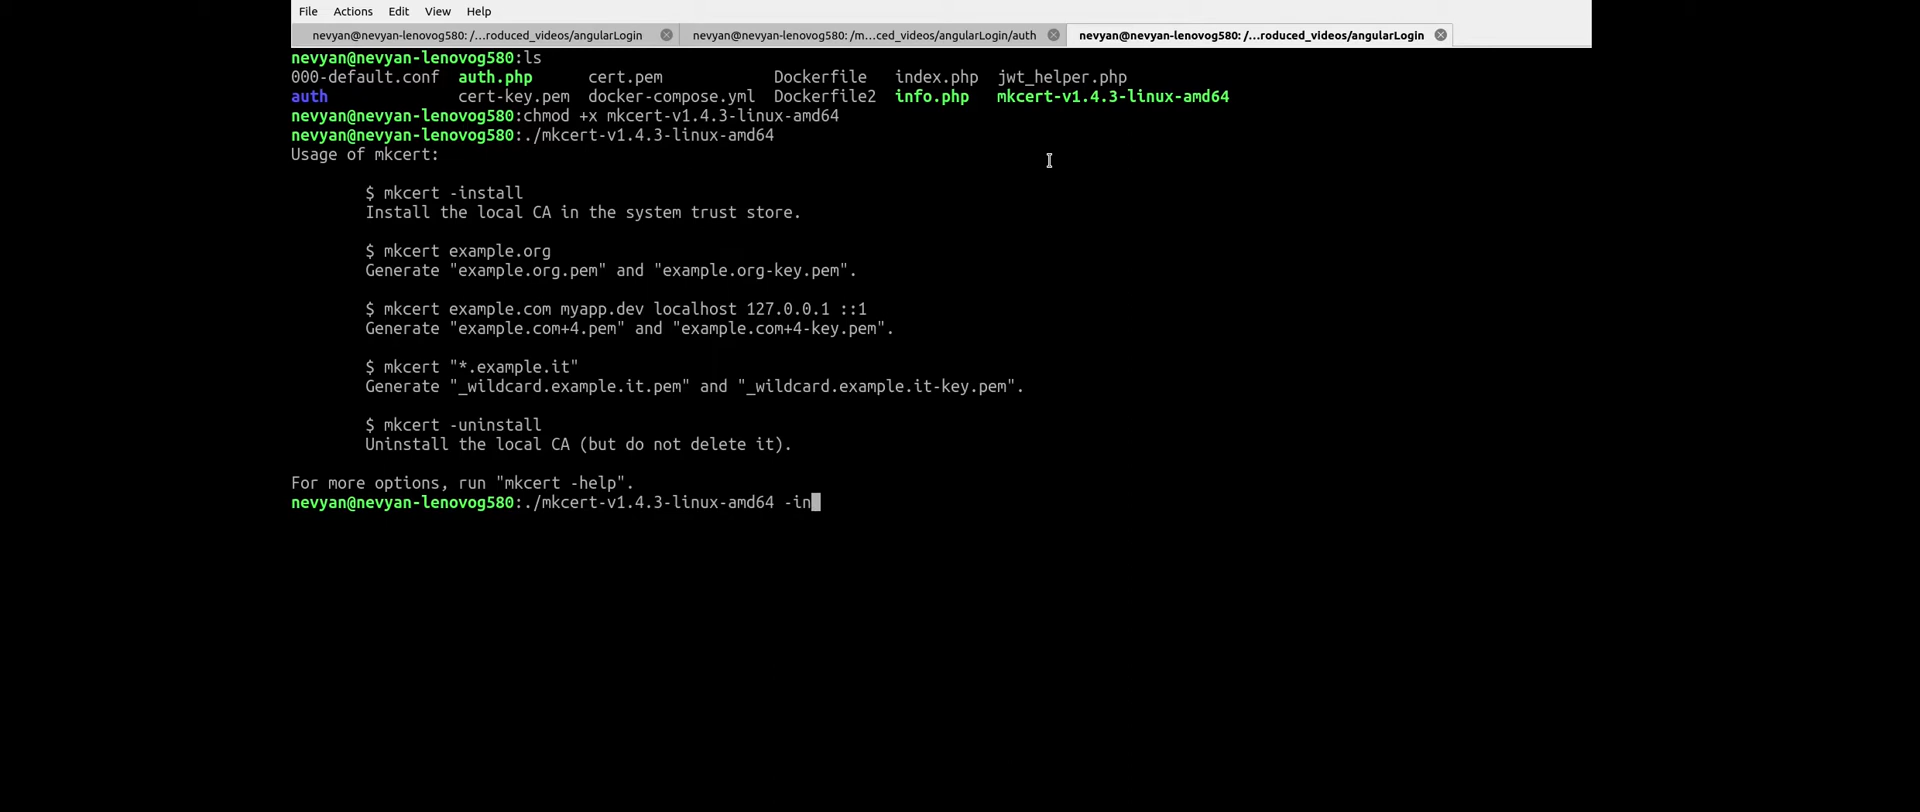 File Actions Edit View Help
nevyan@nevyan-lenovog580: /...roduced_videos/angularLogin nevyan@nevyan-lenovog580: /m...ced_videos/angularLogin/auth nevyan@nevyan-lenovog580: /...roduced_videos/angularLogin
nevyan@nevyan-lenovog580:ls
000-default.conf auth.php cert.pem Dockerfile index.php jwt_helper.php
auth cert-key.pem docker-compose.yml Dockerfile2 info.php mkcert-v1.4.3-linux-amd64
nevyan@nevyan-lenovog580:chmod +x mkcert-v1.4.3-linux-amd64
nevyan@nevyan-lenovog580:./mkcert-v1.4.3-linux-amd64
Usage of mkcert:
$ mkcert -install
Install the local CA in the system trust store.
$ mkcert example.org
Generate "example.org.pem" and "example.org-key.pem".
$ mkcert example.com myapp.dev localhost 127.0.0.1 ::1
Generate "example.com+4.pem" and "example.com+4-key.pem".
$ mkcert "*.example.it"
Generate "_wildcard.example.it.pem" and "_wildcard.example.it-key.pem".
$ mkcert -uninstall
Uninstall the local CA (but do not delete it).
For more options, run "mkcert -help".
nevyan@nevyan-lenovog580:./mkcert-v1.4.3-linux-amd64 -in